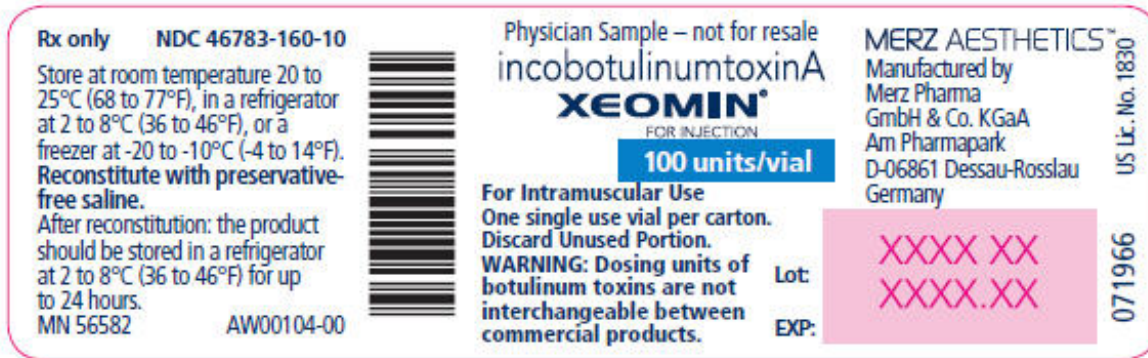 Rx only NDC 46783-160-10
Store at room temperature 20 to
25°C (68 to 77°F), in a refrigerator
at 2 to 8°C (36 to 46°F), or a
freezer at -20 to -10°C (-4 to 14°F).
Reconstitute with preservative-
free saline.
After reconstitution: the product
should be stored in a refrigerator
at 2 to 8°C (36 to 46°F) for up
to 24 hours.
MN 56582 AW00104-00
Physician Sample – not for resale
incobotulinumtoxinA
XEOMIN®
FOR INJECTION
100 units/vial
For Intramuscular Use
One single use vial per carton.
Discard Unused Portion.
WARNING: Dosing units of
botulinum toxins are not
interchangeable between
commercial products.
MERZ AESTHETICS™
Manufactured by
Merz Pharma
GmbH & Co. KGaA
Am Pharmapark
D-06861 Dessau-Rosslau
Germany
Lot: XXXX XX
EXP: XXXX.XX
US Lic. No. 1830
071966